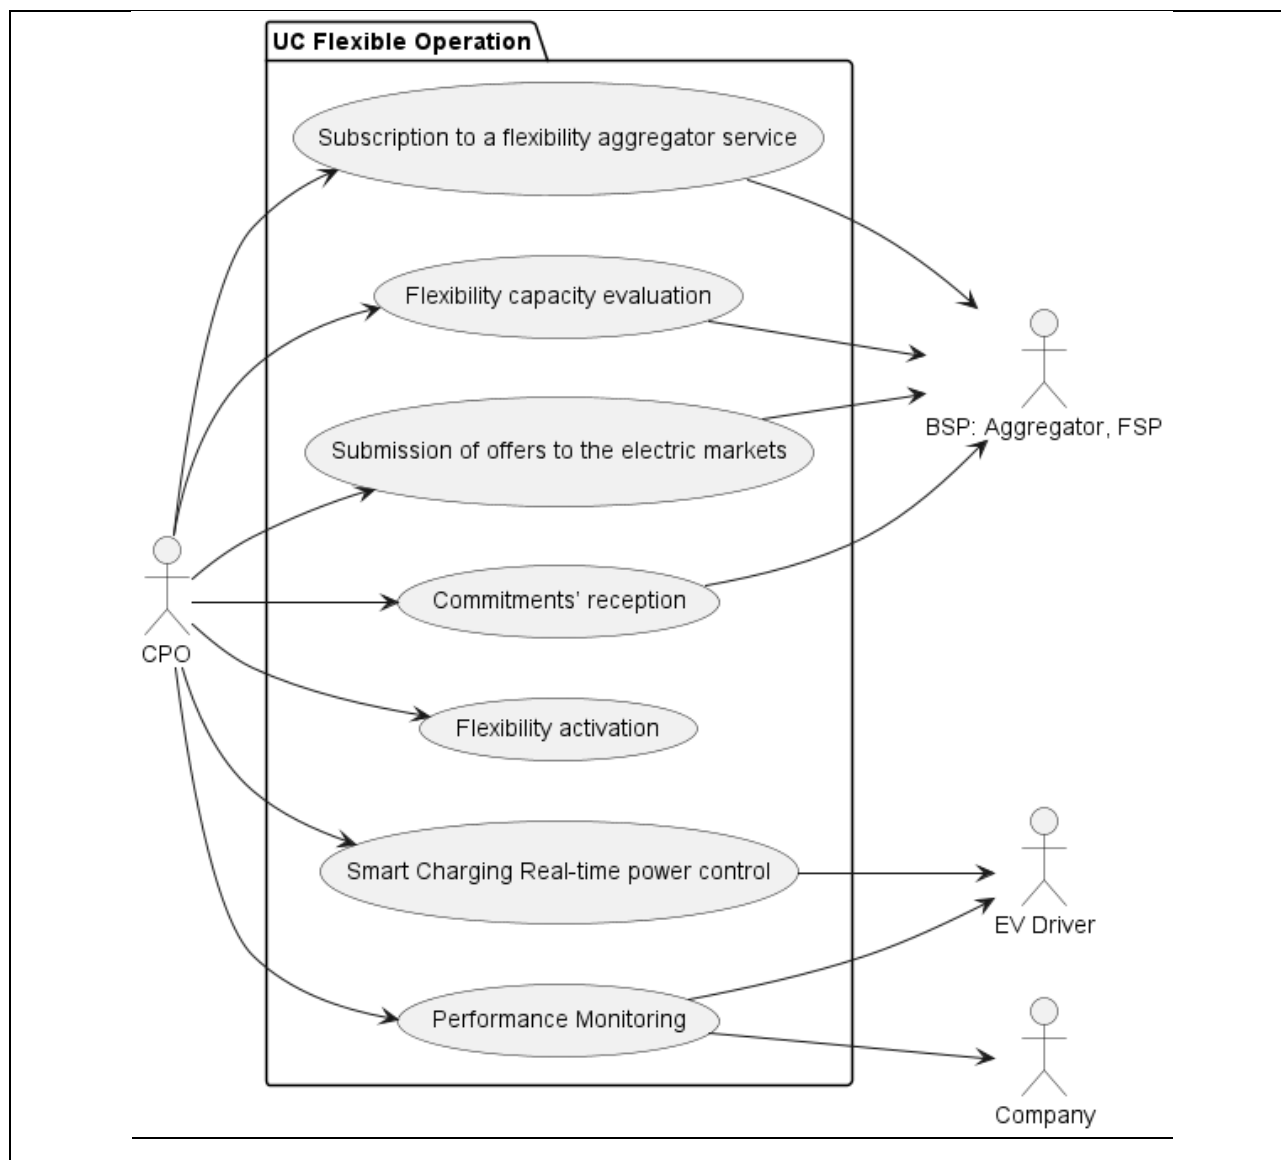 UC Flexible Operation
Subscription to a flexibility aggregator service
Flexibility capacity evaluation
BSP: Aggregator, FSP
Submission of offers to the electric markets
Commitments’ reception
CPO
Flexibility activation
Smart Charging Real-time power control
EV Driver
Performance Monitoring
Company